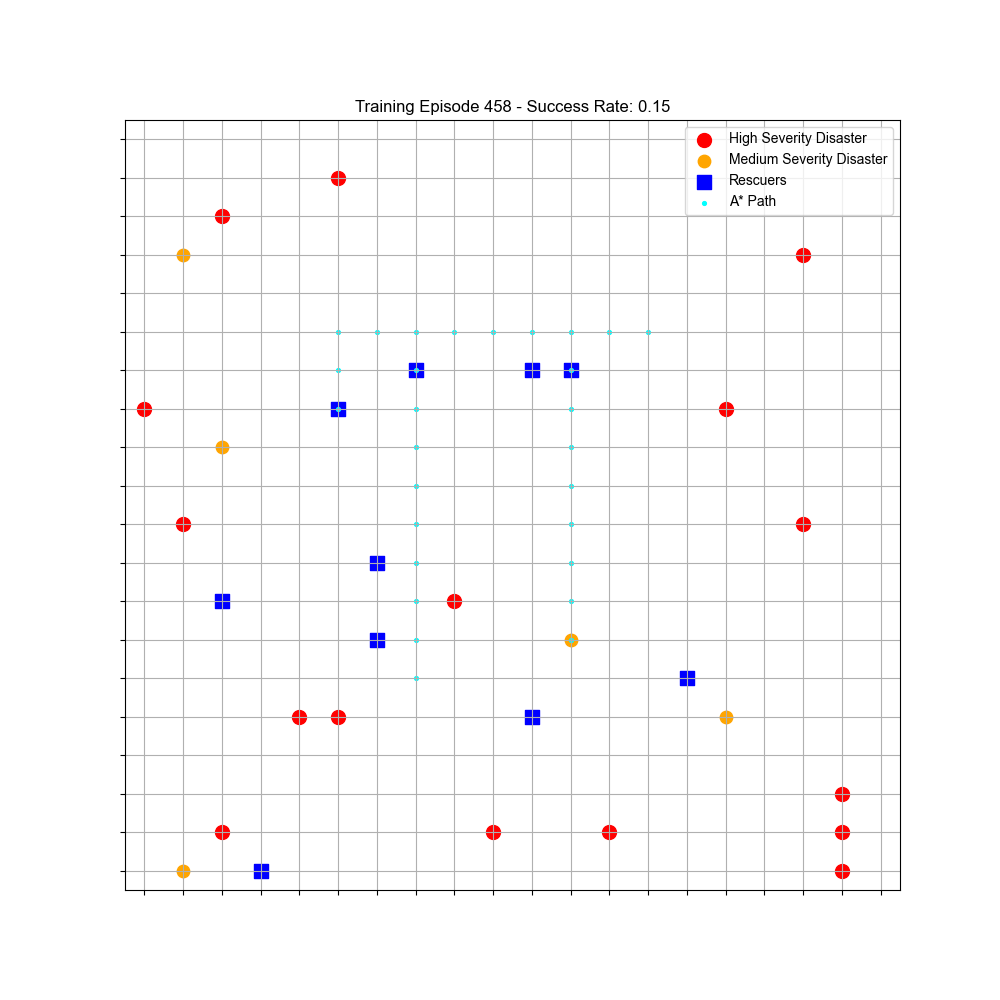 Training Episode 458 - Success Rate: 0.15
High Severity Disaster
Medium Severity Disaster
Rescuers
A* Path